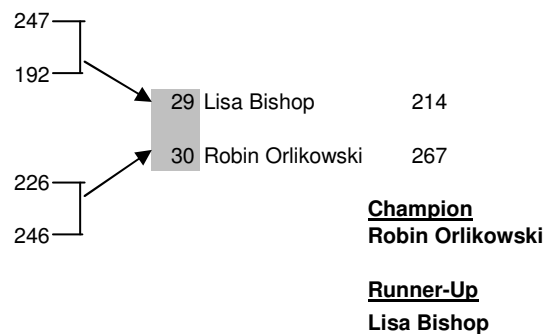 247
192
29 Lisa Bishop 214
30 Robin Orlikowski 267
226
246
Champion
Robin Orlikowski
Runner-Up
Lisa Bishop